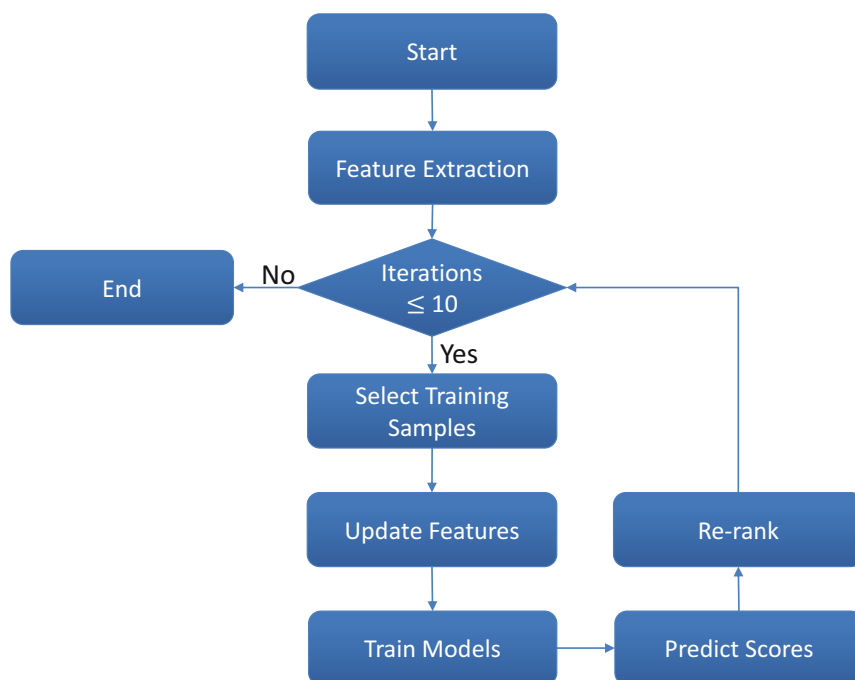 Start
Feature Extraction
No
End
Iterations
≤ 10
Yes
Select Training
Samples
Update Features
Re-rank
Train Models
Predict Scores